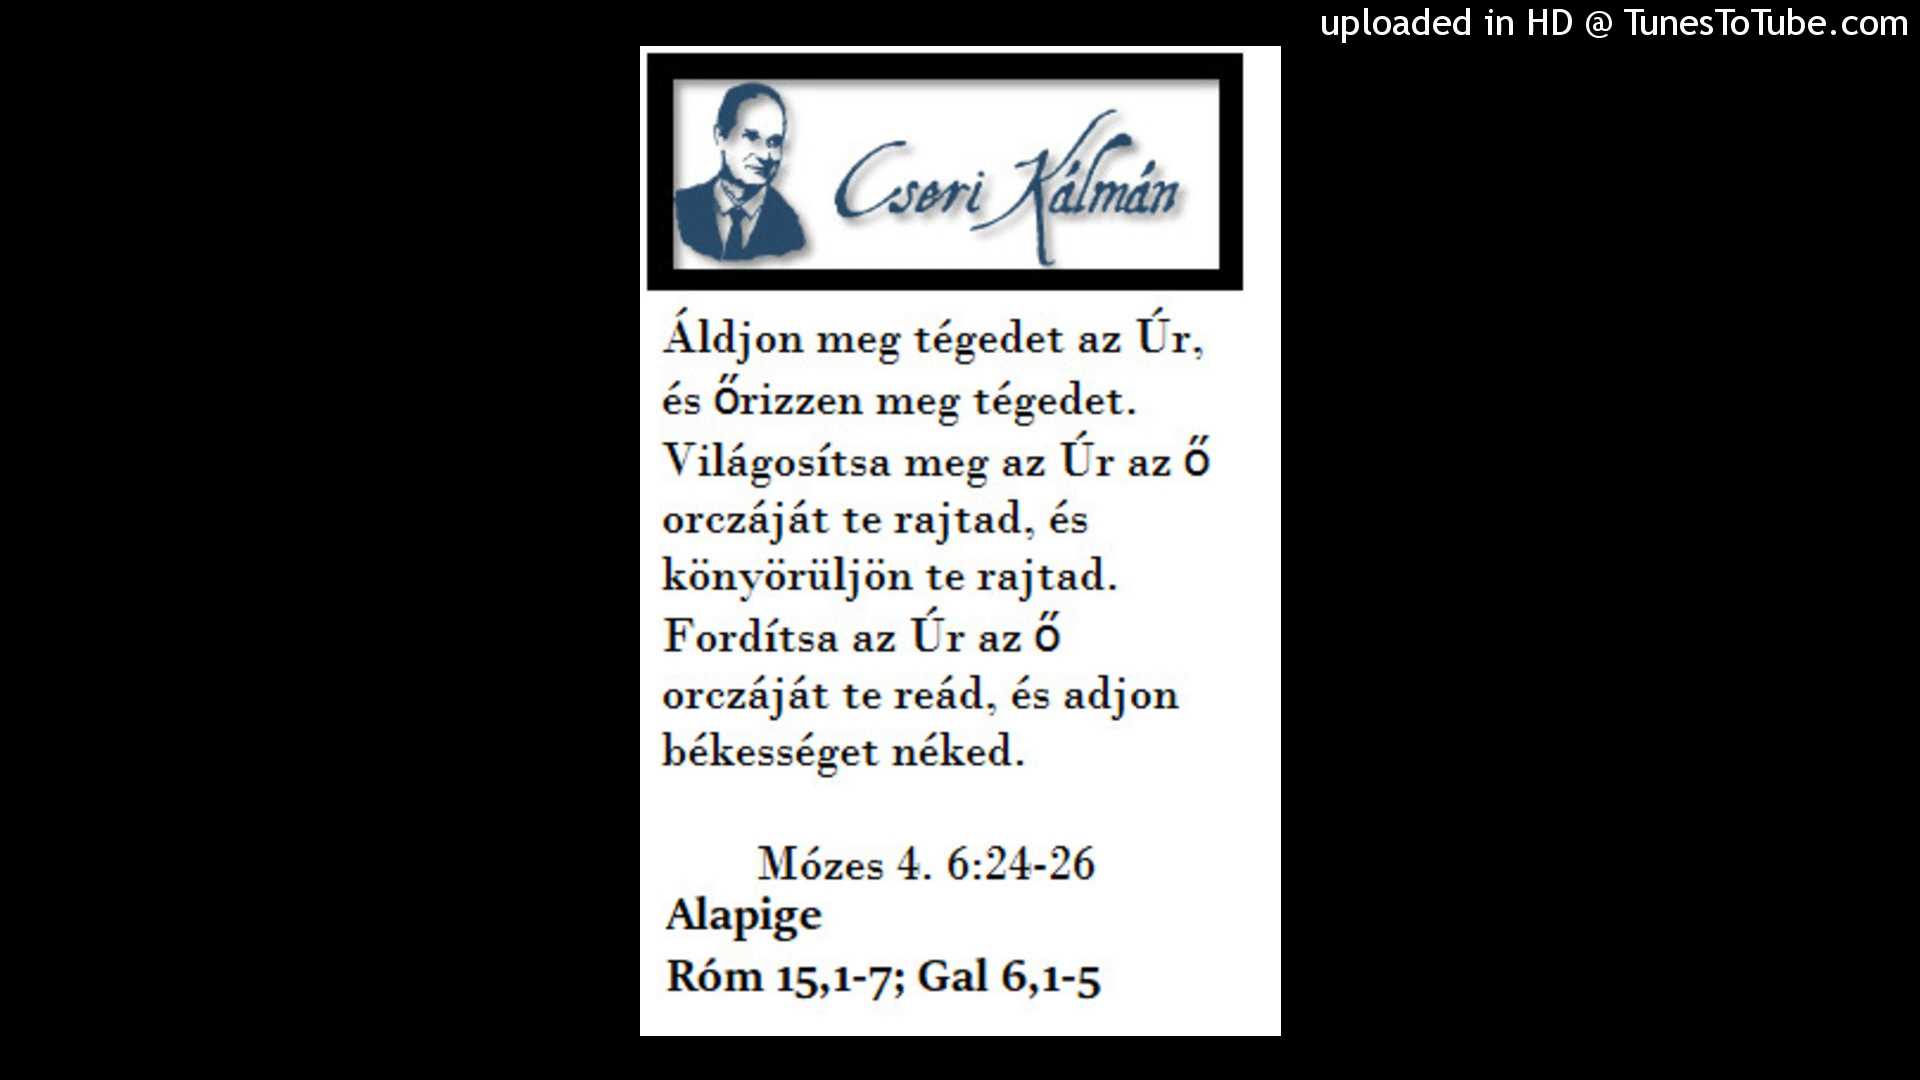 uploaded in HD @ TunesToTube.com
Cseri Kálmán
Áldjon meg tégedet az Úr,
és Őrizzen meg tégedet.
Világosítsa meg az Úr az Ő
orczáját te rajtad, és
könyörüljön te rajtad.
Fordítsa az Úr az Ő
orczáját te reád, és adjon
békességet néked.
Mózes 4. 6:24-26
Alapige
Róm 15,1-7; Gal 6,1-5